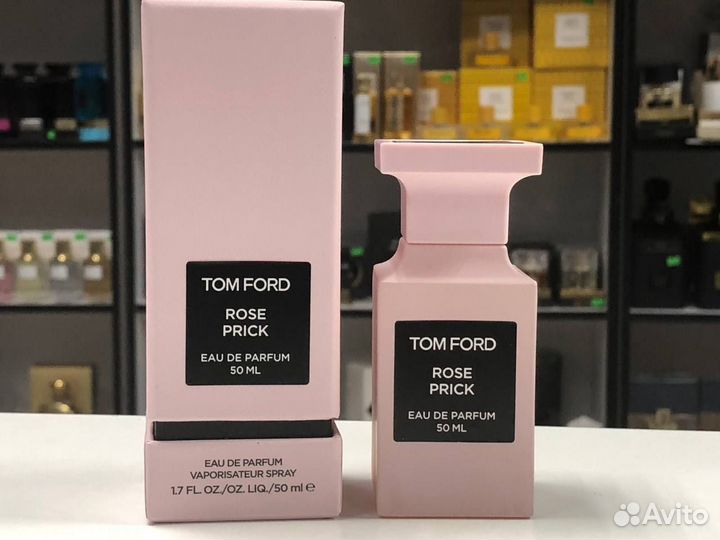 TOM FORD
ROSE
PRICK
EAU DE PARFUM
50 ML
EAU DE PARFUM
VAPORISATEUR SPRAY
1.7 FL. OZ./OZ. LIQ./50 ml e
TOM FORD
ROSE
PRICK
EAU DE PARFUM
50 ML
Avito